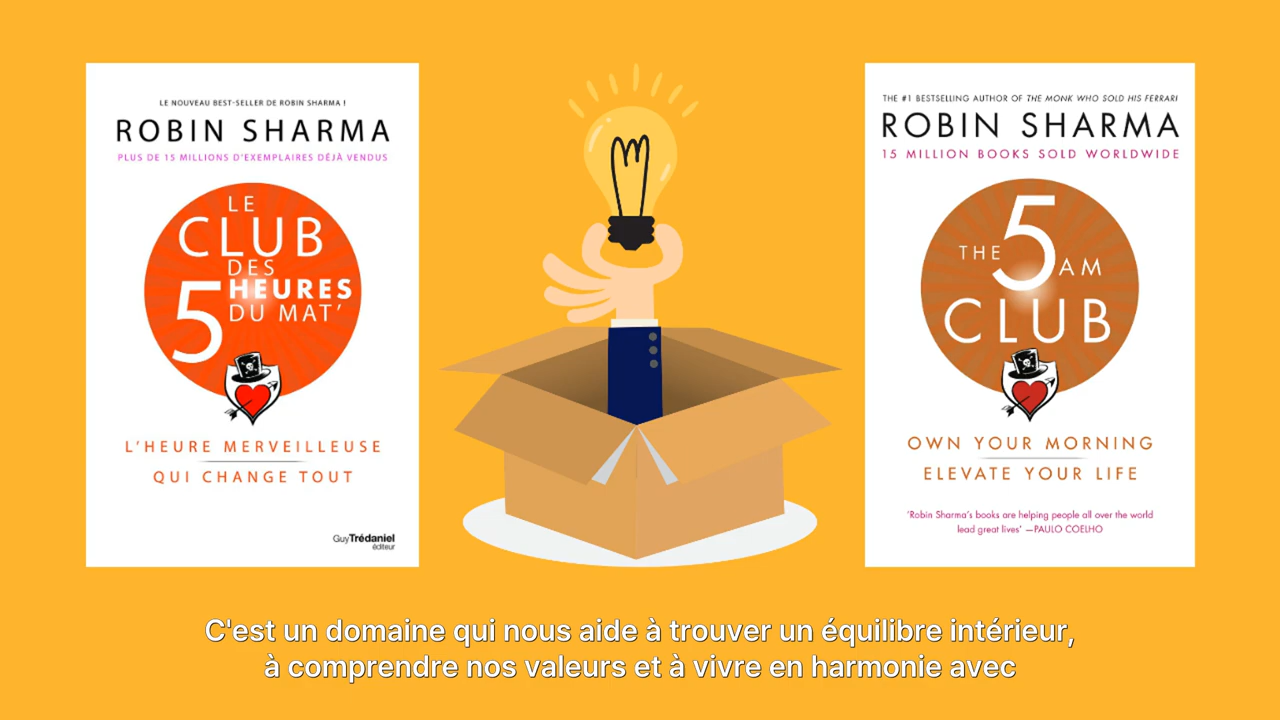 LE NOUVEAU BEST-SELLER DE ROBIN SHARMA !
ROBIN SHARMA
PLUS DE 15 MILLIONS D'EXEMPLAIRES DÉJÀ VENDUS
LE
CLUB
DES
5 HEURES
DU MAT'
L'HEURE MERVEILLEUSE
QUI CHANGE TOUT
Guy Trédaniel
éditeur
THE #1 BESTSELLING AUTHOR OF THE MONK WHO SOLD HIS FERRARI
ROBIN SHARMA
15 MILLION BOOKS SOLD WORLDWIDE
THE 5 AM
CLUB
OWN YOUR MORNING
ELEVATE YOUR LIFE
'Robin Sharma's books are helping people all over the world
lead great lives' —PAULO COELHO
C'est un domaine qui nous aide à trouver un équilibre intérieur,
à comprendre nos valeurs et à vivre en harmonie avec